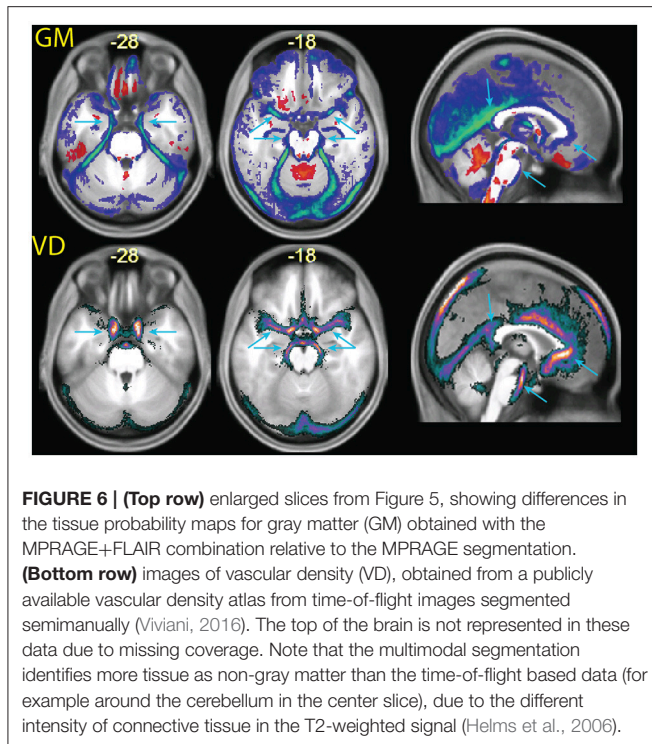 GM
-28
-18
VD
-28
-18
FIGURE 6 | (Top row) enlarged slices from Figure 5, showing differences in
the tissue probability maps for gray matter (GM) obtained with the
MPRAGE+FLAIR combination relative to the MPRAGE segmentation.
(Bottom row) images of vascular density (VD), obtained from a publicly
available vascular density atlas from time-of-flight images segmented
semimanually (Viviani, 2016). The top of the brain is not represented in these
data due to missing coverage. Note that the multimodal segmentation
identifies more tissue as non-gray matter than the time-of-flight based data (for
example around the cerebellum in the center slice), due to the different
intensity of connective tissue in the T2-weighted signal (Helms et al., 2006).